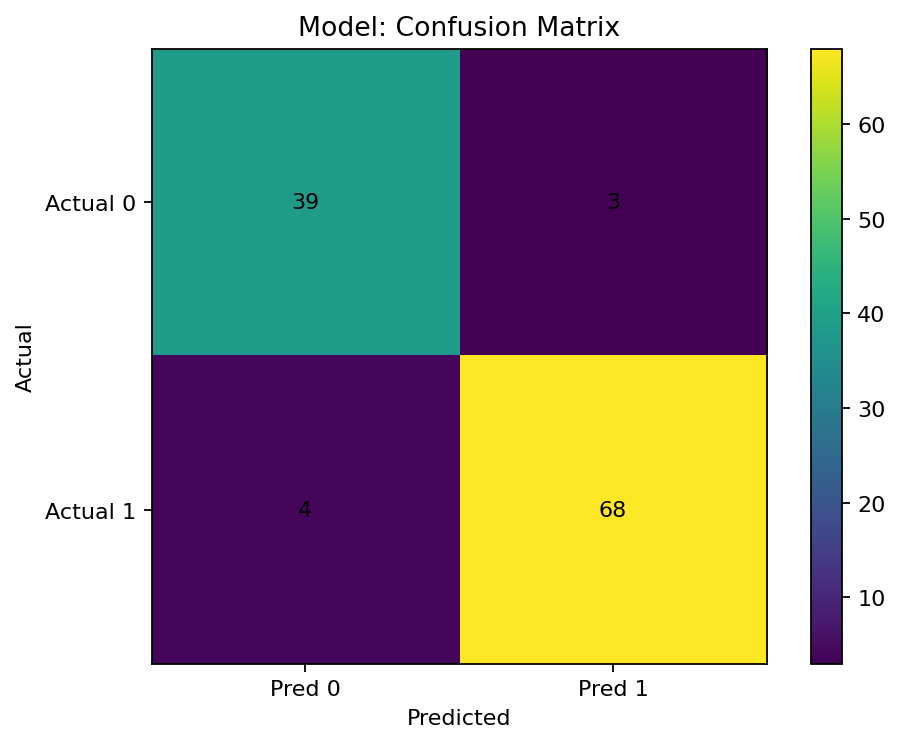 Model: Confusion Matrix
Actual
Actual 0
39
3
Actual 1
4
68
Pred 0
Pred 1
Predicted
60
50
40
30
20
10